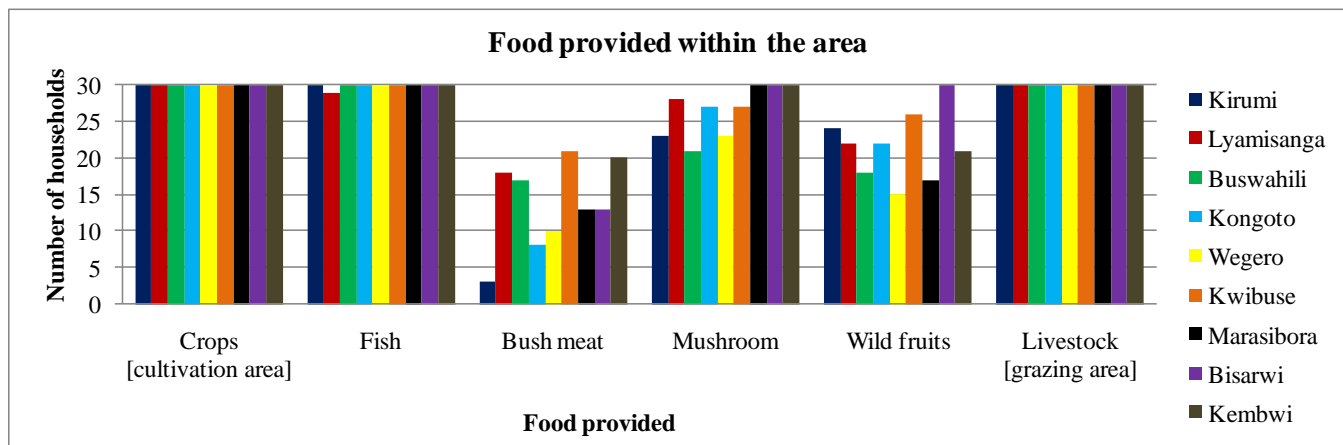 Food provided within the area
Number of households
30
25
20
15
10
5
0
Crops
[cultivation area]
Fish
Bush meat
Mushroom
Wild fruits
Livestock
[grazing area]
Food provided
Kirumi
Lyamisanga
Buswahili
Kongoto
Wegero
Kwibuse
Marasibora
Bisarwi
Kembwi